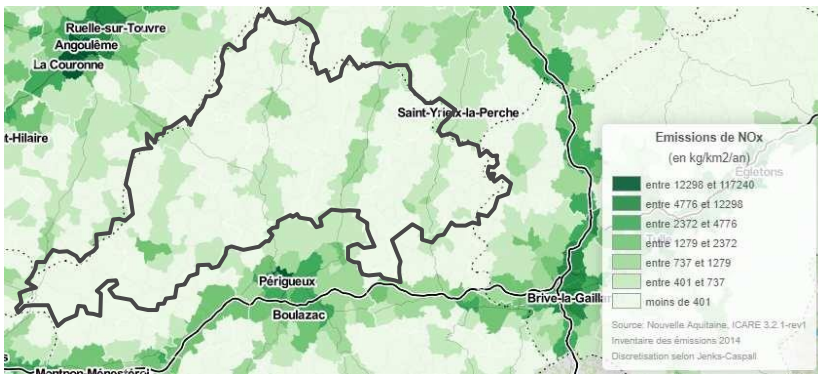 Ruelle-sur-Touvre
Angoulême
La Couronne
t-Hilaire
Saint-Yrieix-la-Perche
Périgueux
Boulazac
Brive-la-Gaillar
s
Montpon-Ménestérol
Emissions de NOx
(en kg/km2/an)
Egletons
entre 12298 et 117240
entre 4776 et 12298
entre 2372 et 4776
entre 1279 et 2372
entre 737 et 1279
entre 401 et 737
moins de 401
Source: Nouvelle Aquitaine, ICARE 3.2.1-rev1
Inventaire des émissions 2014
Discretisation selon Jenks-Caspall